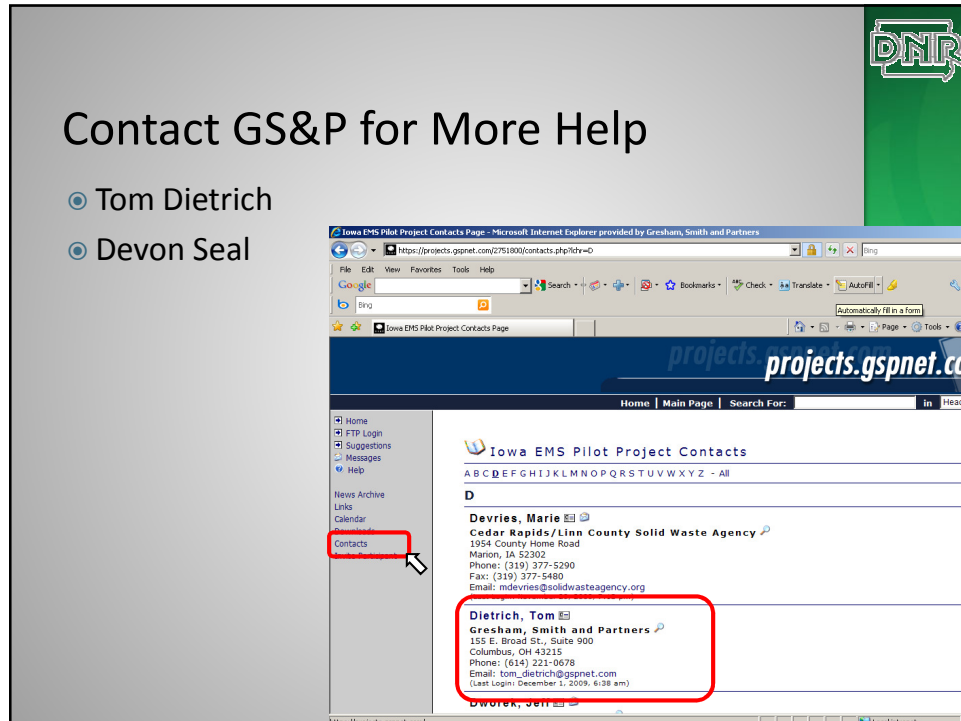 DNR
Contact GS&P for More Help
Tom Dietrich
Devon Seal
Iowa EMS Pilot Project Contacts Page - Microsoft Internet Explorer provided by Gresham, Smith and Partners
https://projects.gspnet.com/2751800/contacts.php?lchr=D
Bing
File Edit View Favorites Tools Help
Google
Search
Bookmarks
Check
Translate
AutoFill
Bing
Automatically fill in a form
Iowa EMS Pilot Project Contacts Page
Page
Tools
projects.gspnet.co
Home | Main Page | Search For:
in
Head
Home
FTP Login
Suggestions
Messages
Help
News Archive
Links
Calendar
Downloads
Contacts
Invite Participant
Iowa EMS Pilot Project Contacts
A B C D E F G H I J K L M N O P Q R S T U V W X Y Z - All
D
Devries, Marie
Cedar Rapids/Linn County Solid Waste Agency
1954 County Home Road
Marion, IA 52302
Phone: (319) 377-5290
Fax: (319) 377-5480
Email: mdevries@solidwasteagency.org
Dietrich, Tom
Gresham, Smith and Partners
155 E. Broad St., Suite 900
Columbus, OH 43215
Phone: (614) 221-0678
Email: tom_dietrich@gspnet.com
(Last Login: December 1, 2009, 6:38 am)
Dworek, Jeff